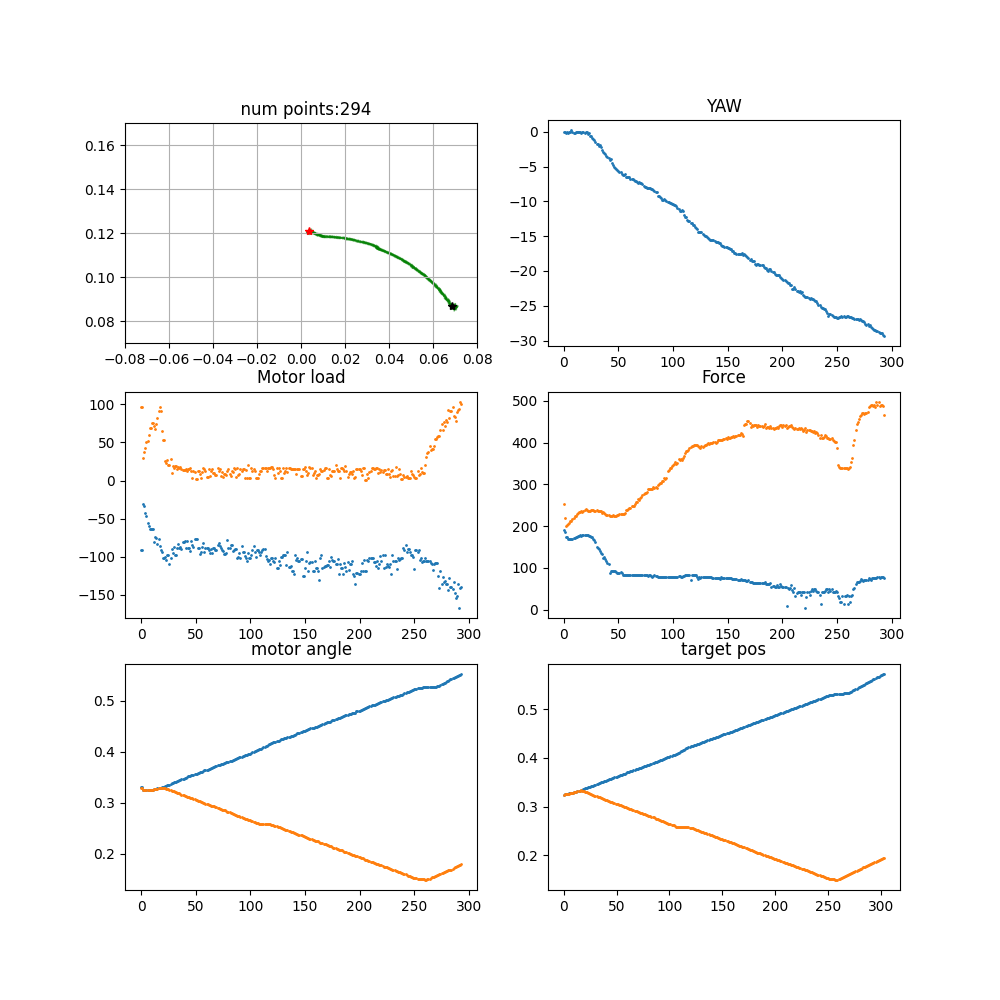 num points:294
YAW
0.16
0.14
0.12
0.10
0.08
−0.08 −0.06 −0.04 −0.02 0.00 0.02 0.04 0.06 0.08
0
−5
−10
−15
−20
−25
−30
0 50 100 150 200 250 300
Motor load
Force
100
50
0
−50
−100
−150
0 50 100 150 200 250 300
500
400
300
200
100
0
0 50 100 150 200 250 300
motor angle
target pos
0.5
0.4
0.3
0.2
0 50 100 150 200 250 300
0.5
0.4
0.3
0.2
0 50 100 150 200 250 300